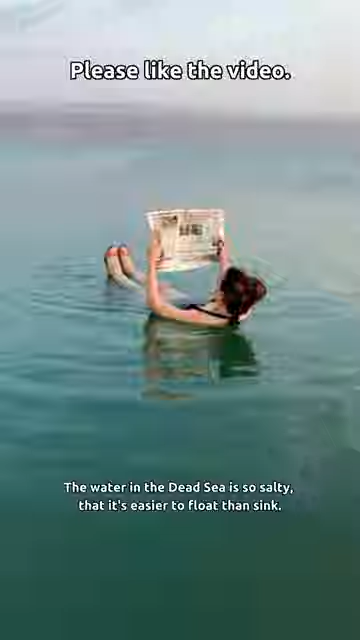 Please like the video.
The water in the Dead Sea is so salty,
that it's easier to float than sink.